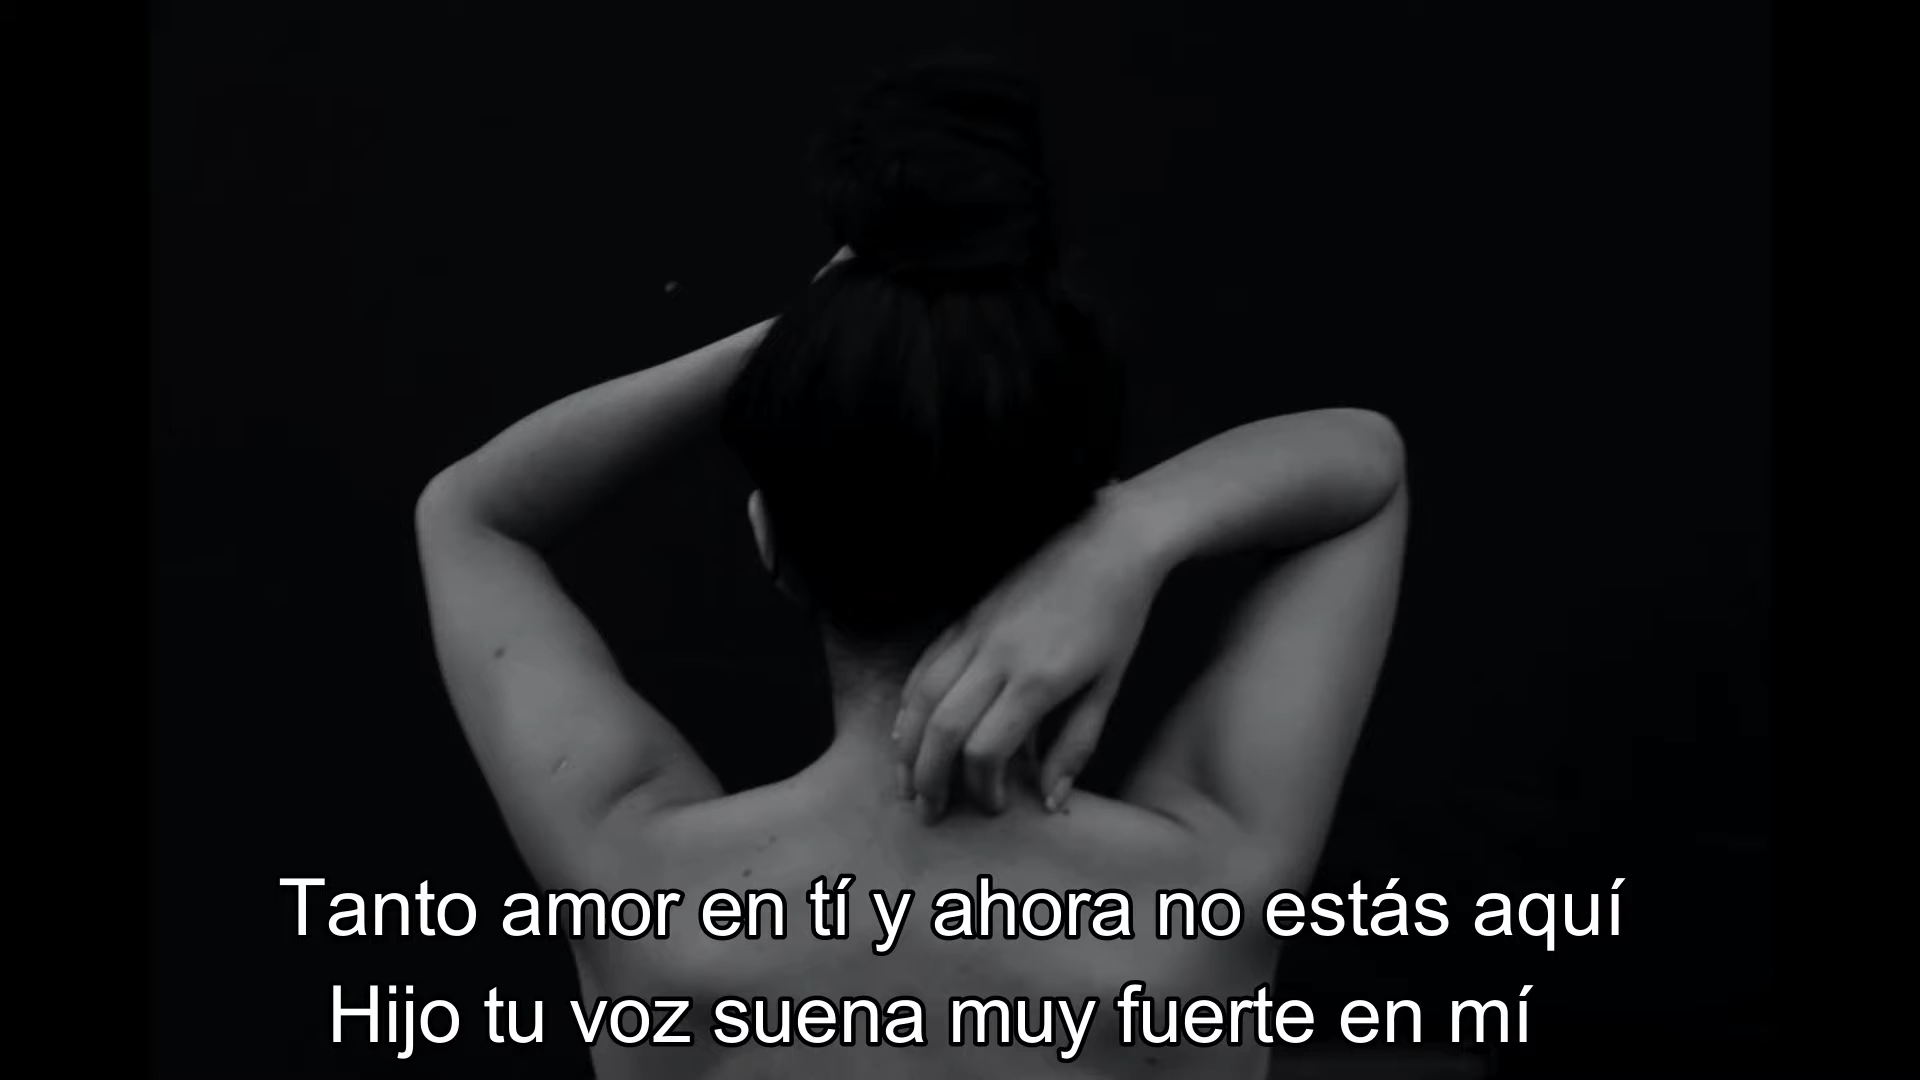 Tanto amor en tí y ahora no estás aquí
Hijo tu voz suena muy fuerte en mí